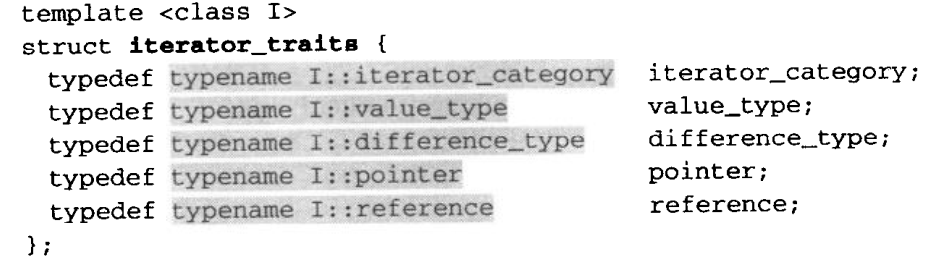 template <class I>
struct iterator_traits {
  typedef typename I::iterator_category  iterator_category;
  typedef typename I::value_type         value_type;
  typedef typename I::difference_type    difference_type;
  typedef typename I::pointer            pointer;
  typedef typename I::reference          reference;
};